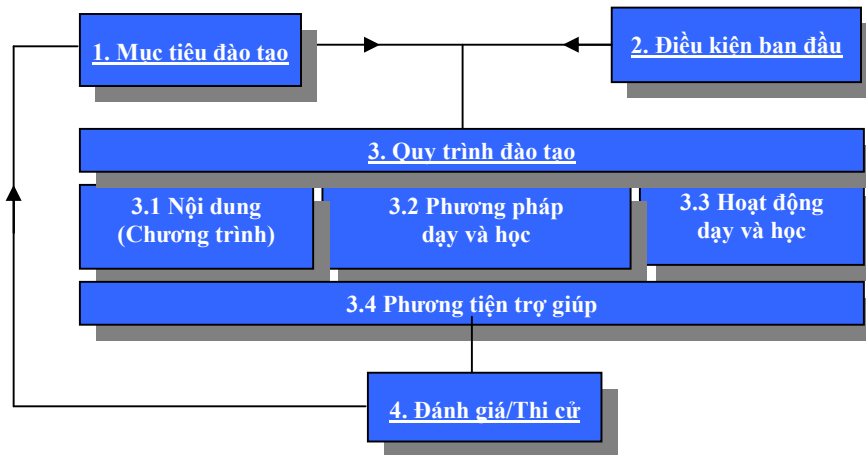 1. Mục tiêu đào tạo
2. Điều kiện ban đầu
3. Quy trình đào tạo
3.1 Nội dung
(Chương trình)
3.2 Phương pháp
dạy và học
3.3 Hoạt động
dạy và học
3.4 Phương tiện trợ giúp
4. Đánh giá/Thi cử